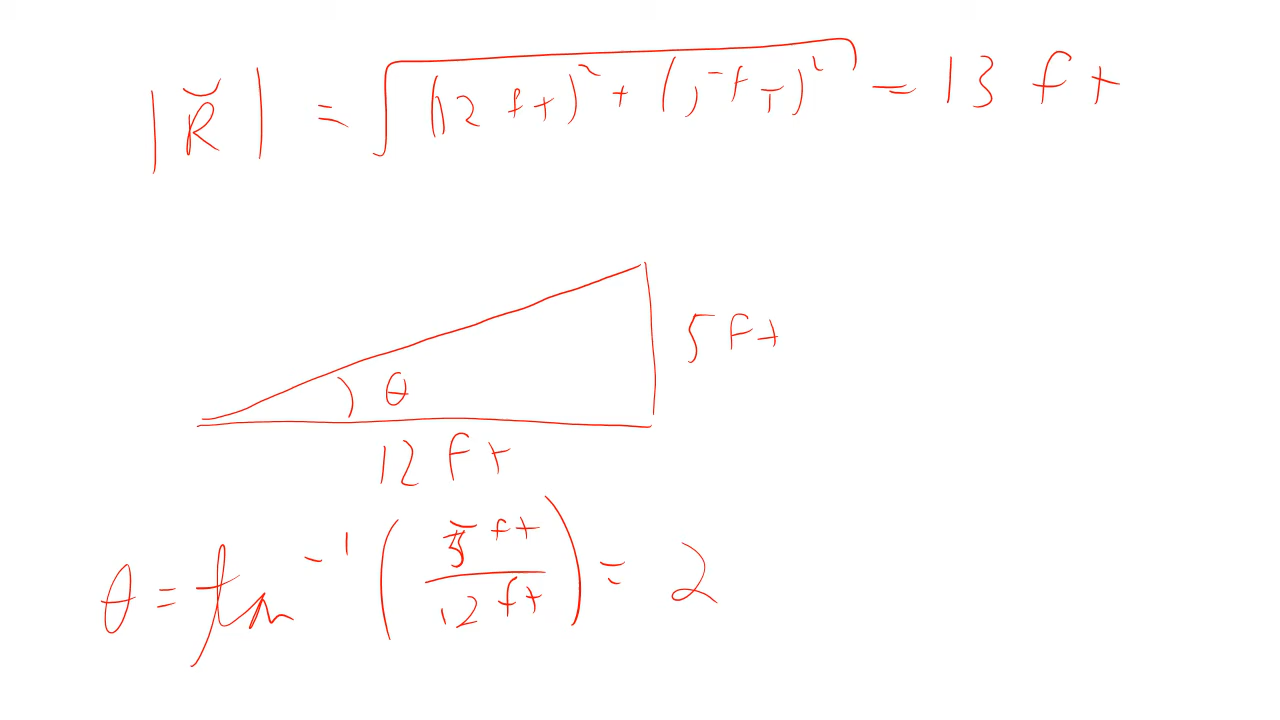 |R⃗| = √((12 ft)² + (5 ft)²) = 13 ft
5 ft
θ
12 ft
θ = tan⁻¹(5 ft / 12 ft) = 2